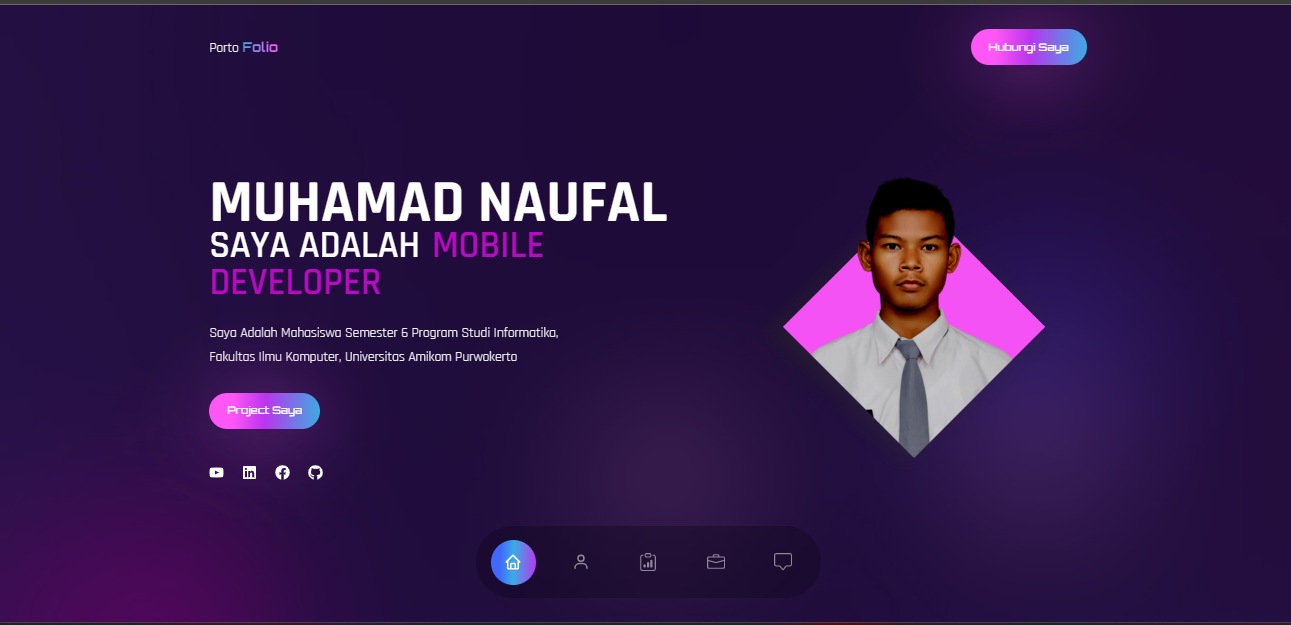 Porto Folio
Hubungi Saya
MUHAMAD NAUFAL
SAYA ADALAH MOBILE
DEVELOPER
Saya Adalah Mahasiswa Semester 6 Program Studi Informatika,
Fakultas Ilmu Komputer, Universitas Amikom Purwokerto
Project Saya